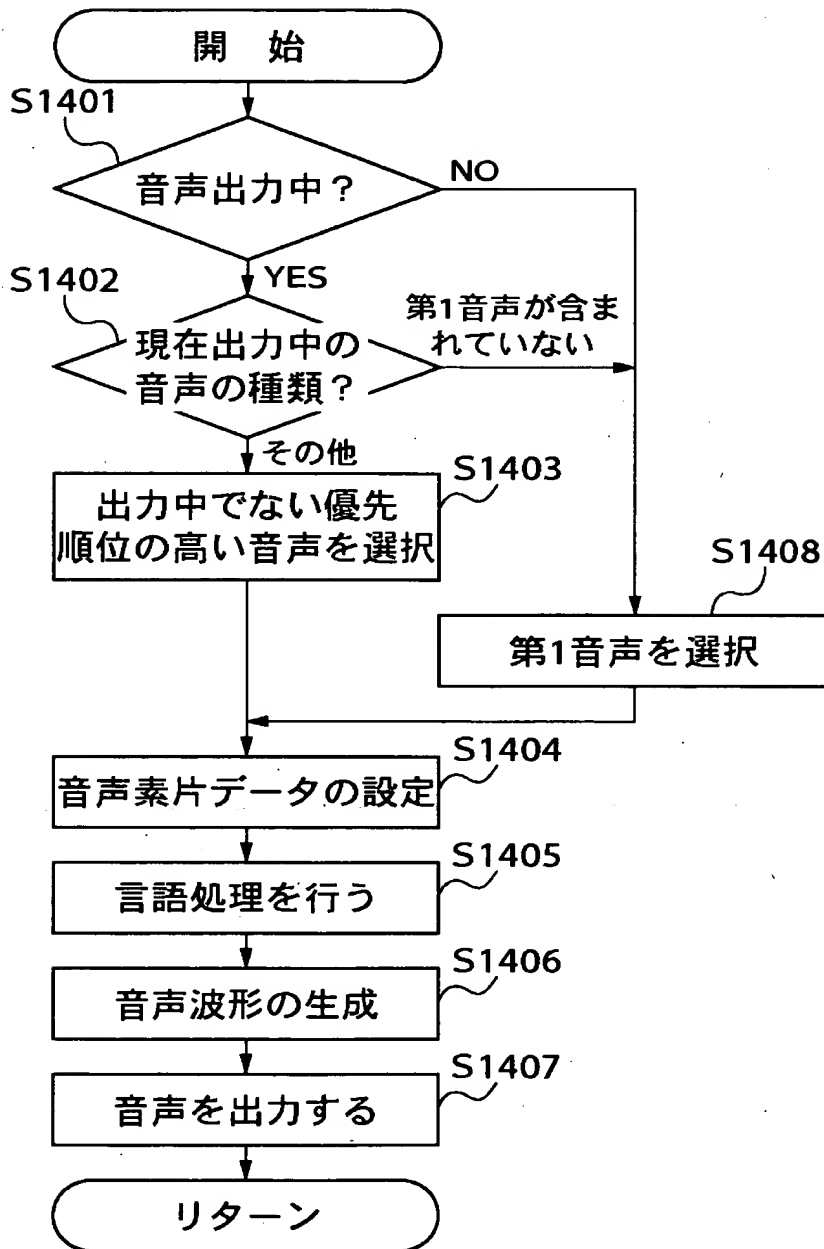 開 始
S1401
音声出力中？
NO
YES
S1402
現在出力中の
音声の種類？
第1音声が含ま
れていない
その他
S1403
出力中でない優先
順位の高い音声を選択
S1408
第1音声を選択
S1404
音声素片データの設定
S1405
言語処理を行う
S1406
音声波形の生成
S1407
音声を出力する
リターン